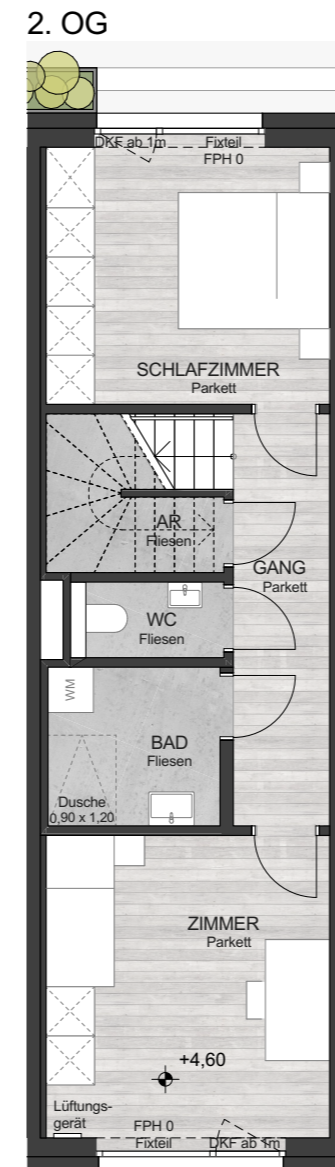 2. OG
DKF ab 1m
Fixteil
FPH 0
SCHLAFZIMMER
Parkett
AR
Fliesen
GANG
Parkett
WC
Fliesen
WM
BAD
Fliesen
Dusche
0,90 x 1,20
ZIMMER
Parkett
+4,60
Lüftungs-
gerät
FPH 0
Fixteil
DKF ab 1m